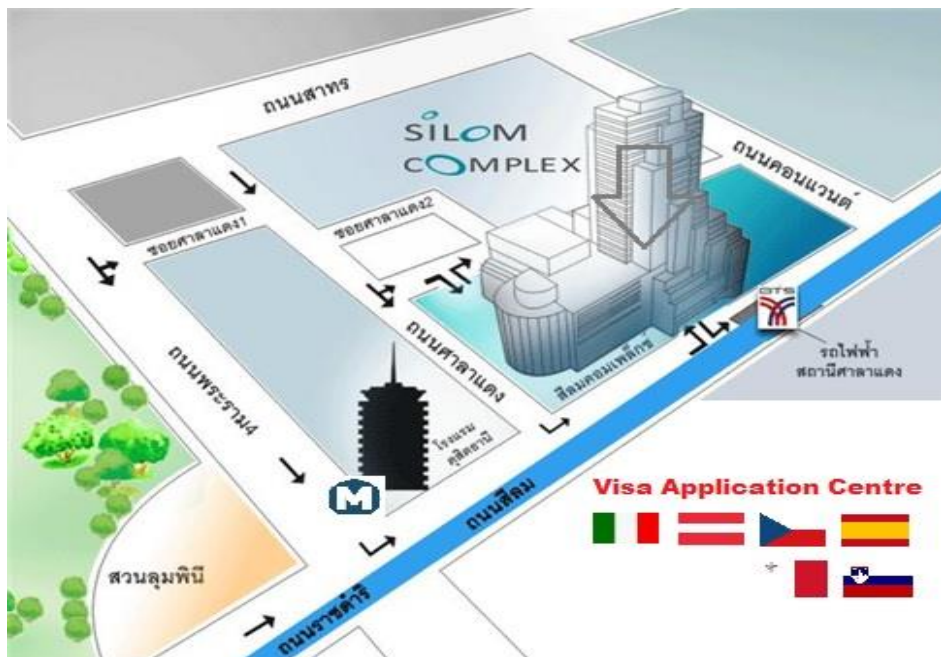 ถนนสาทร
SILOM
COMPLEX
ถนนคอนแวนต์
ซอยศาลาแดง1
ซอยศาลาแดง2
BTS
รถไฟฟ้า
สถานีศาลาแดง
สีลมคอมเพล็กซ
ถนนศาลาแดง
ถนนพระราม4
โรงแรม
ดุสิตธานี
M
ถนนสีลม
Visa Application Centre
สวนลุมพินี
ถนนราชดำริ